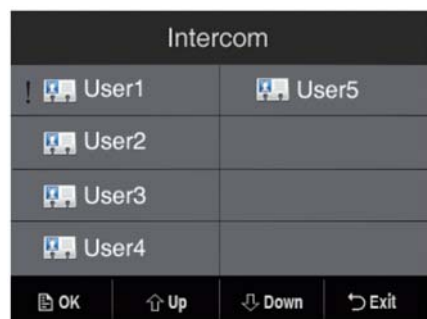 Intercom
! User1
User5
User2
User3
User4
OK Up Down Exit